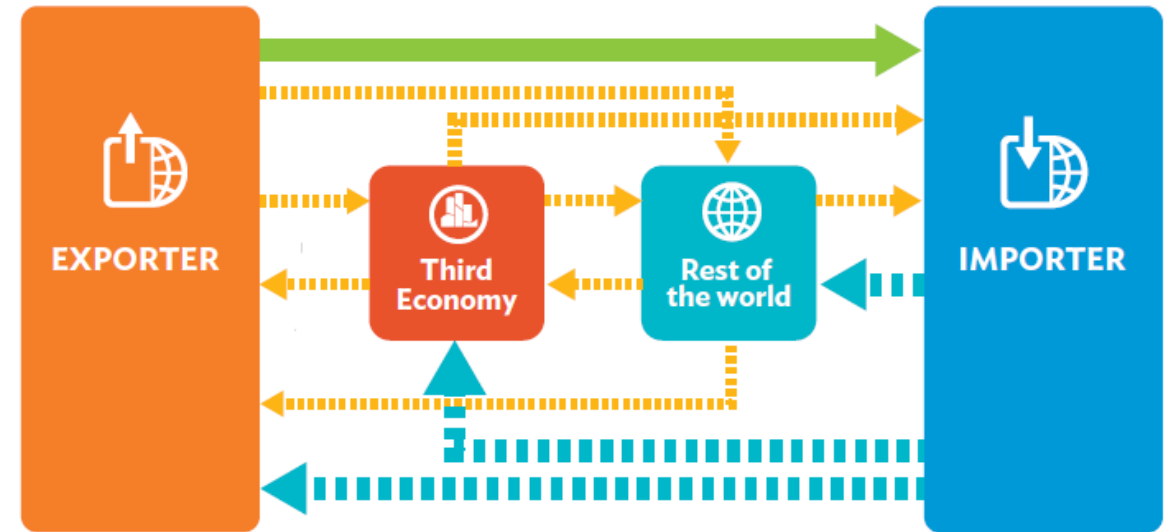 EXPORTER
Third
Economy
Rest of
the world
IMPORTER